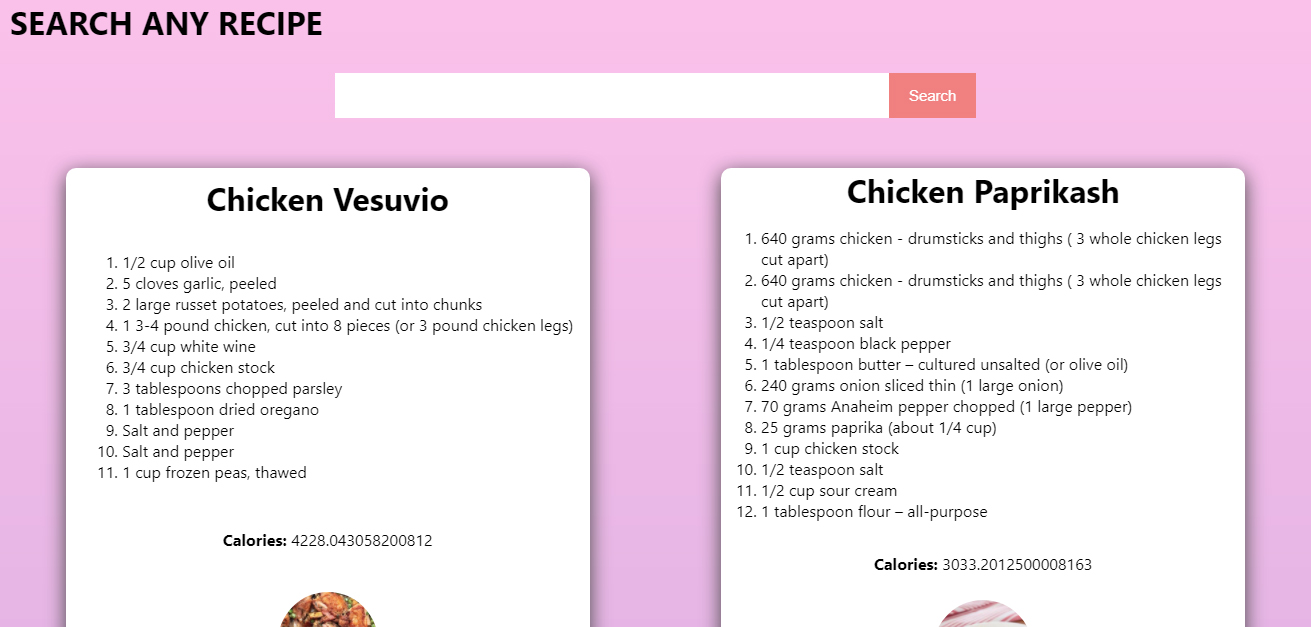 SEARCH ANY RECIPE
Search
Chicken Vesuvio
1. 1/2 cup olive oil
2. 5 cloves garlic, peeled
3. 2 large russet potatoes, peeled and cut into chunks
4. 1 3-4 pound chicken, cut into 8 pieces (or 3 pound chicken legs)
5. 3/4 cup white wine
6. 3/4 cup chicken stock
7. 3 tablespoons chopped parsley
8. 1 tablespoon dried oregano
9. Salt and pepper
10. Salt and pepper
11. 1 cup frozen peas, thawed
Calories: 4228.043058200812
Chicken Paprikash
1. 640 grams chicken - drumsticks and thighs ( 3 whole chicken legs
cut apart)
2. 640 grams chicken - drumsticks and thighs ( 3 whole chicken legs
cut apart)
3. 1/2 teaspoon salt
4. 1/4 teaspoon black pepper
5. 1 tablespoon butter – cultured unsalted (or olive oil)
6. 240 grams onion sliced thin (1 large onion)
7. 70 grams Anaheim pepper chopped (1 large pepper)
8. 25 grams paprika (about 1/4 cup)
9. 1 cup chicken stock
10. 1/2 teaspoon salt
11. 1/2 cup sour cream
12. 1 tablespoon flour – all-purpose
Calories: 3033.2012500008163